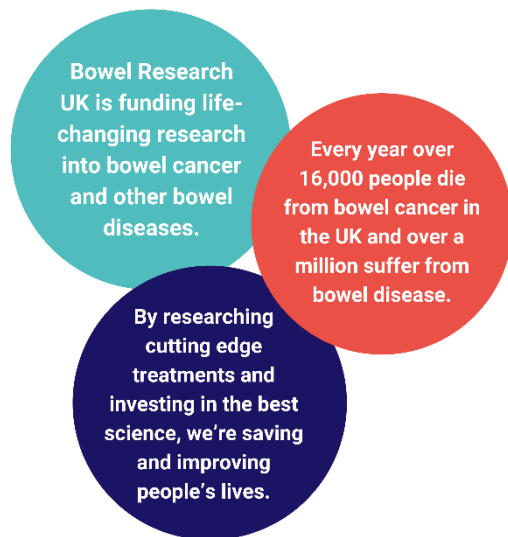 Bowel Research
UK is funding life-
changing research
into bowel cancer
and other bowel
diseases.
Every year over
16,000 people die
from bowel cancer in
the UK and over a
million suffer from
bowel disease.
By researching
cutting edge
treatments and
investing in the best
science, we’re saving
and improving
people’s lives.